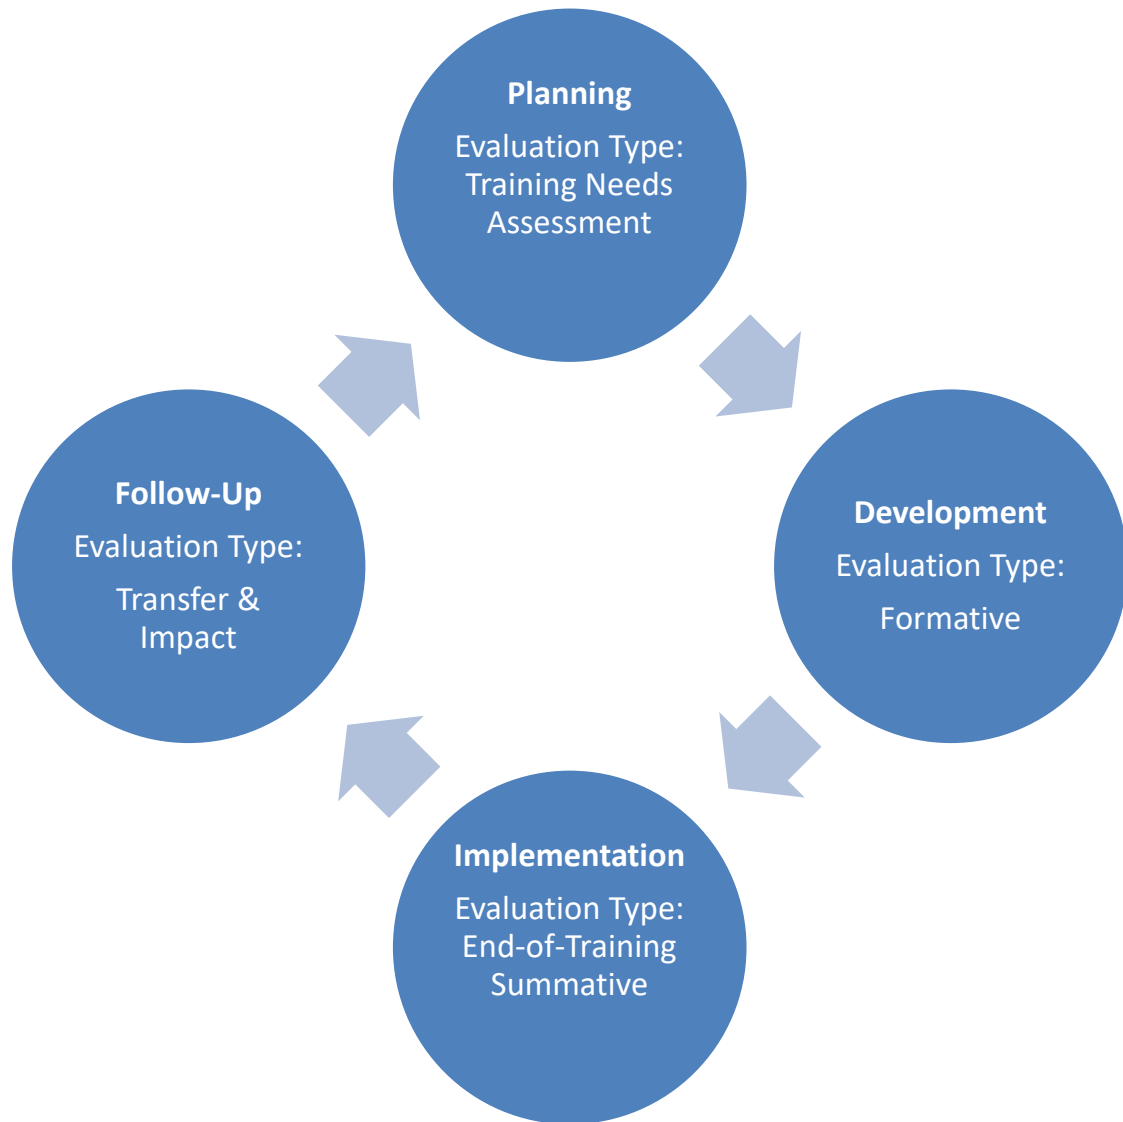 Planning
Evaluation Type:
Training Needs
Assessment
Development
Evaluation Type:
Formative
Implementation
Evaluation Type:
End-of-Training
Summative
Follow-Up
Evaluation Type:
Transfer &
Impact